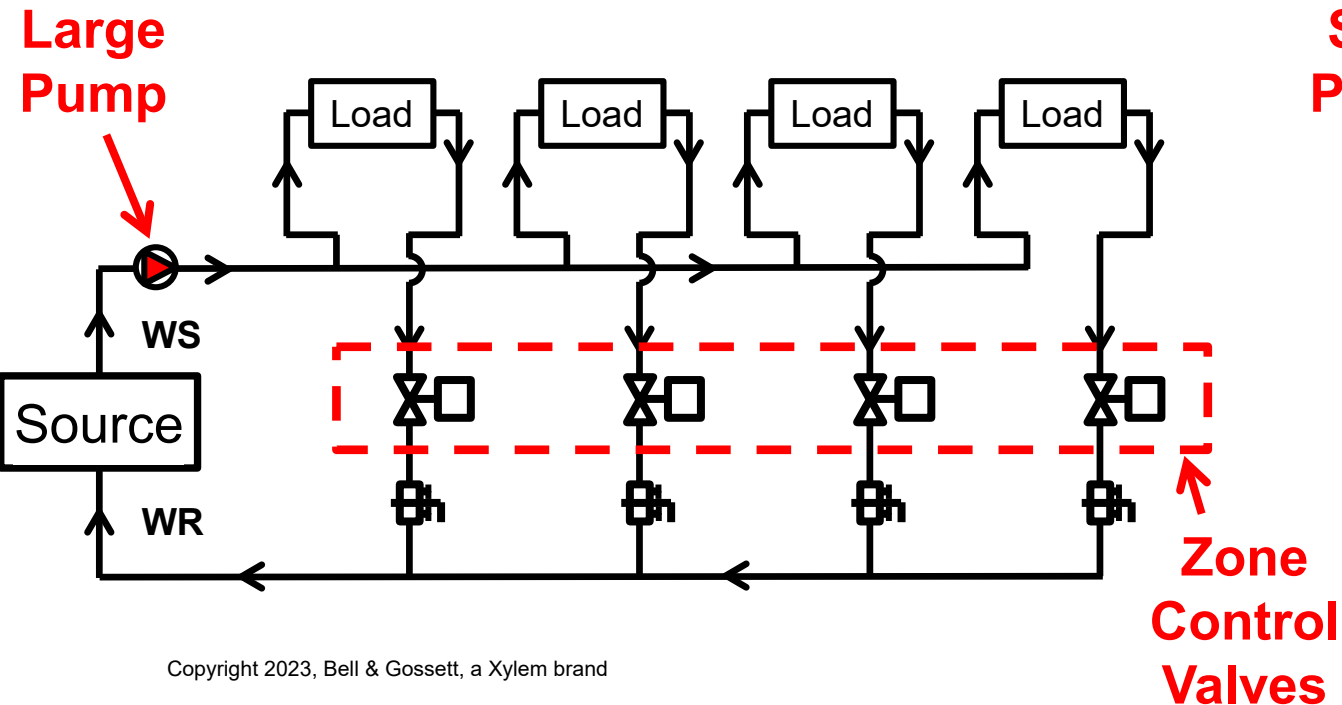 Large
Pump
Load
Load
Load
Load
S
P
WS
Source
WR
Zone
Control
Valves
Copyright 2023, Bell & Gossett, a Xylem brand